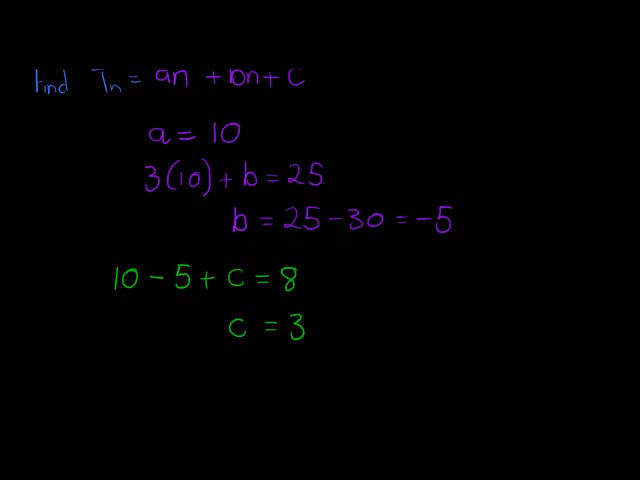 Find Tn = an + bn + c
a = 10
3(10) + b = 25
b = 25 - 30 = -5
10 - 5 + c = 8
c = 3